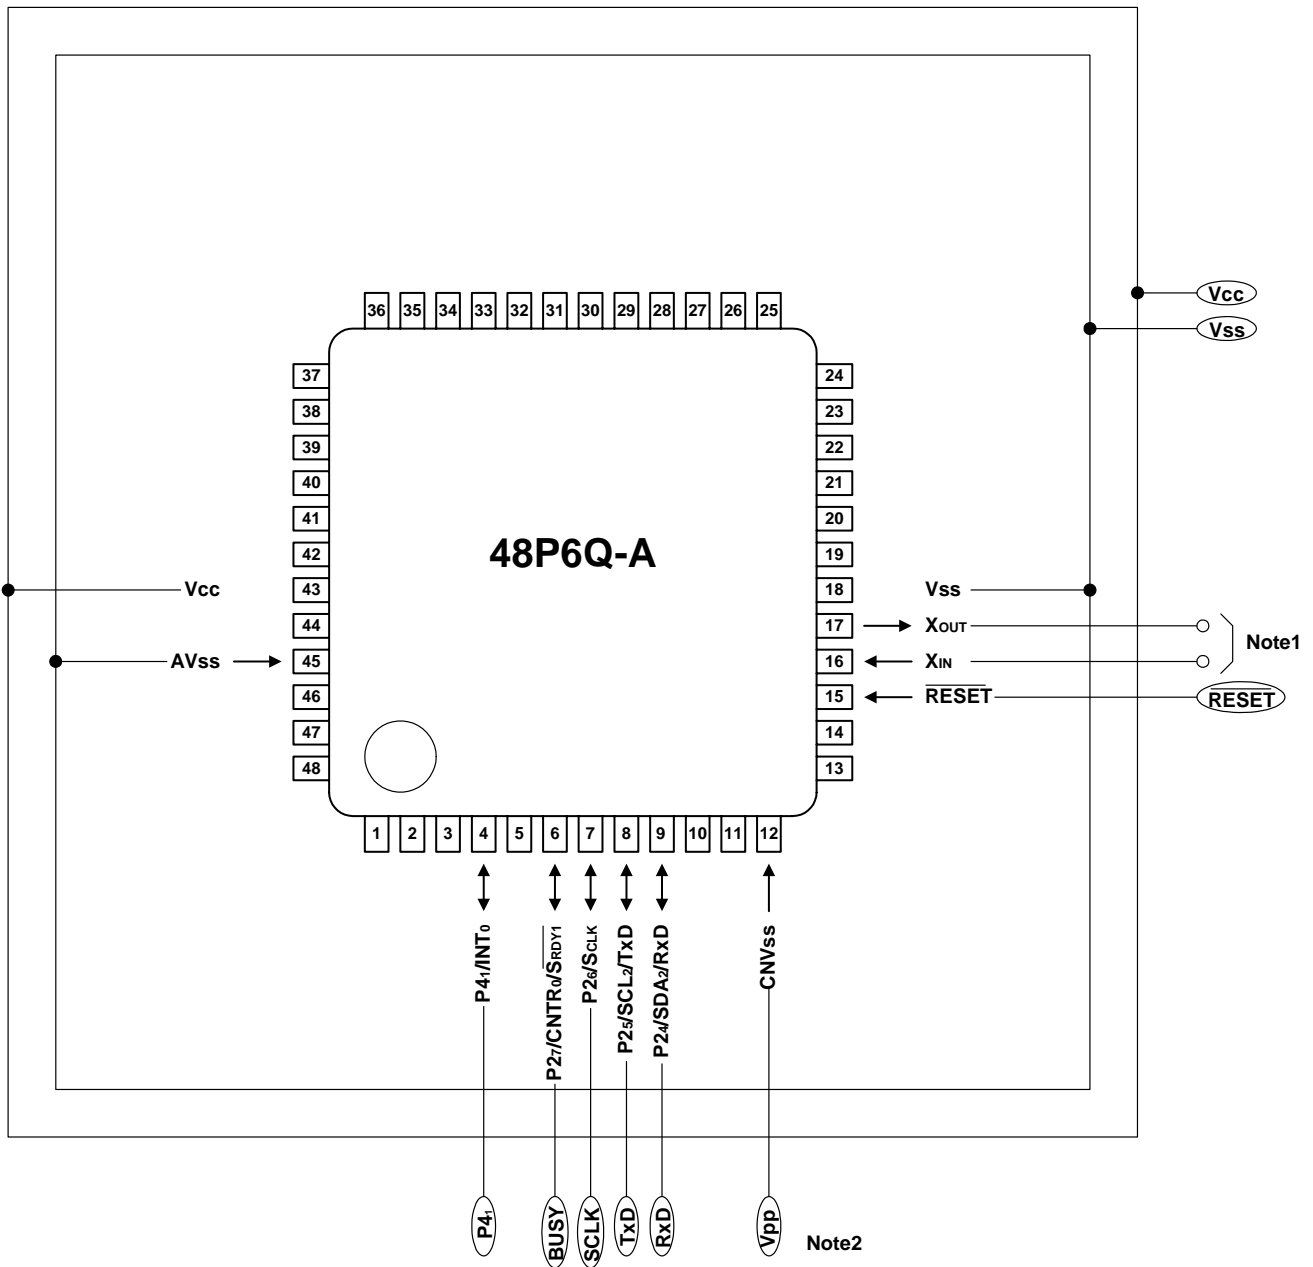 36 35 34 33 32 31 30 29 28 27 26 25
Vcc
Vss
37 24
38 23
39 22
40 21
41 20
42 19
48P6Q-A
Vcc 43 18 Vss
44 17 XOUT
Note1
AVss 45 16 XIN
46 15 RESET RESET
47 14
48 13
1 2 3 4 5 6 7 8 9 10 11 12
P41/INT0
P27/CNTR0/SRDY1
P26/SCLK
P25/SCL2/TxD
P24/SDA2/RxD
CNVss
P41
BUSY
SCLK
TxD
RxD
Vpp
Note2